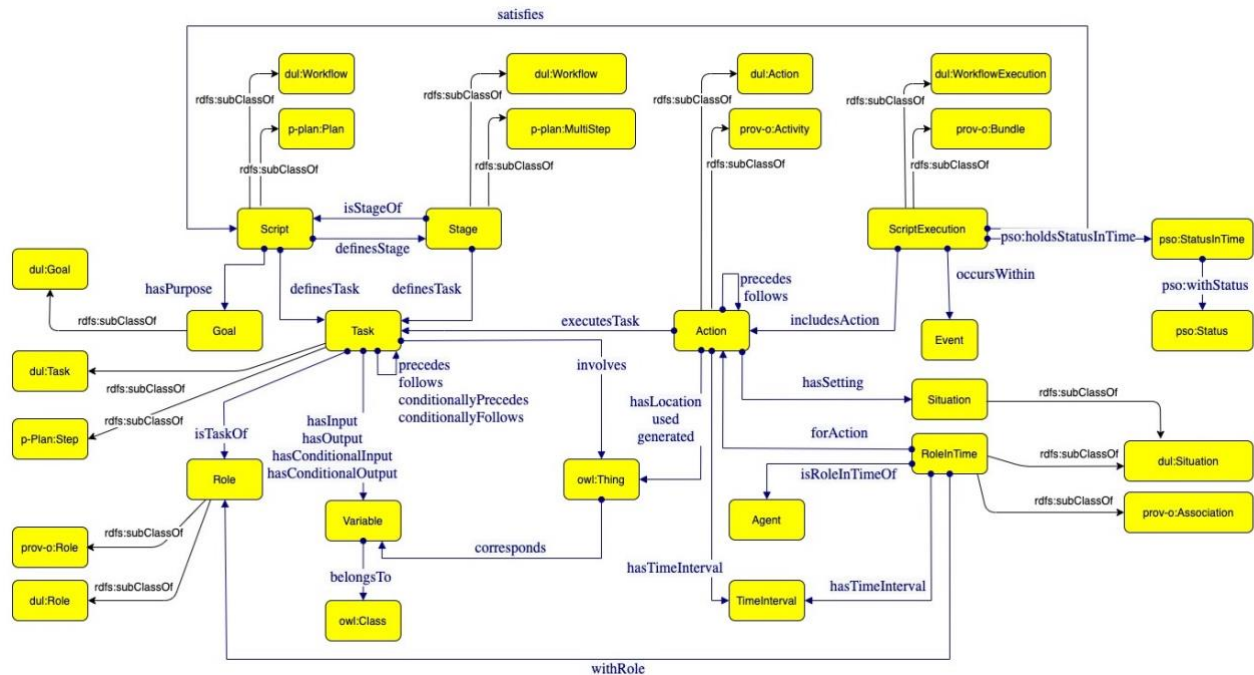 satisfies
dul:Workflow
dul:Workflow
dul:Action
dul:WorkflowExecution
rdfs:subClassOf
rdfs:subClassOf
rdfs:subClassOf
rdfs:subClassOf
p-plan:Plan
p-plan:MultiStep
prov-o:Activity
prov-o:Bundle
rdfs:subClassOf
rdfs:subClassOf
rdfs:subClassOf
rdfs:subClassOf
isStageOf
Script
Stage
ScriptExecution
pso:holdsStatusInTime
pso:StatusInTime
definesStage
dul:Goal
hasPurpose
definesTask
definesTask
precedes
follows
occursWithin
pso:withStatus
rdfs:subClassOf
Goal
Task
executesTask
Action
includesAction
Event
pso:Status
dul:Task
rdfs:subClassOf
precedes
follows
conditionallyPrecedes
conditionallyFollows
involves
hasSetting
Situation
rdfs:subClassOf
p-Plan:Step
rdfs:subClassOf
isTaskOf
hasInput
hasOutput
hasConditionalInput
hasConditionalOutput
hasLocation
used
generated
forAction
RoleInTime
rdfs:subClassOf
dul:Situation
Role
owl:Thing
isRoleInTimeOf
rdfs:subClassOf
prov-o:Association
Variable
Agent
prov-o:Role
rdfs:subClassOf
corresponds
belongsTo
hasTimeInterval
hasTimeInterval
dul:Role
rdfs:subClassOf
owl:Class
TimeInterval
withRole